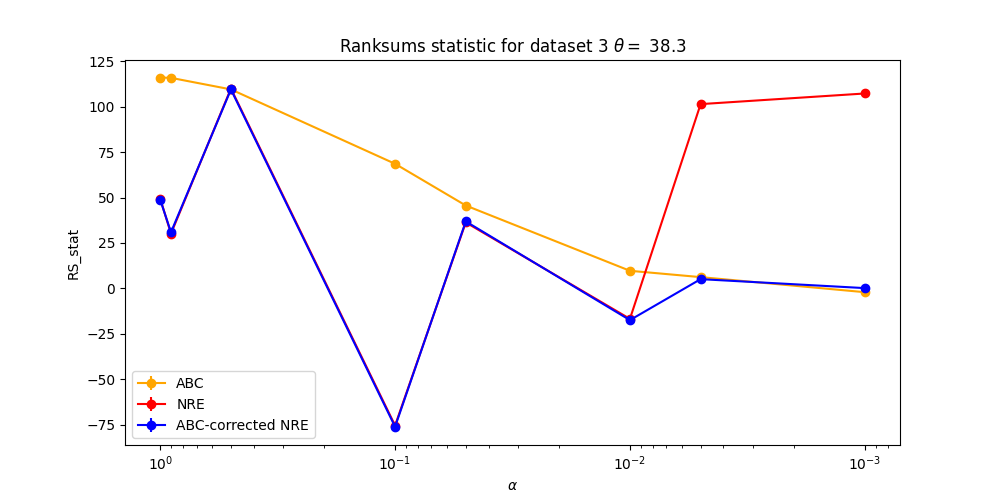 Ranksums statistic for dataset 3 θ = 38.3
RS_stat
125
100
75
50
25
0
−25
−50
−75
ABC
NRE
ABC-corrected NRE
10⁰
10⁻¹
10⁻²
10⁻³
α